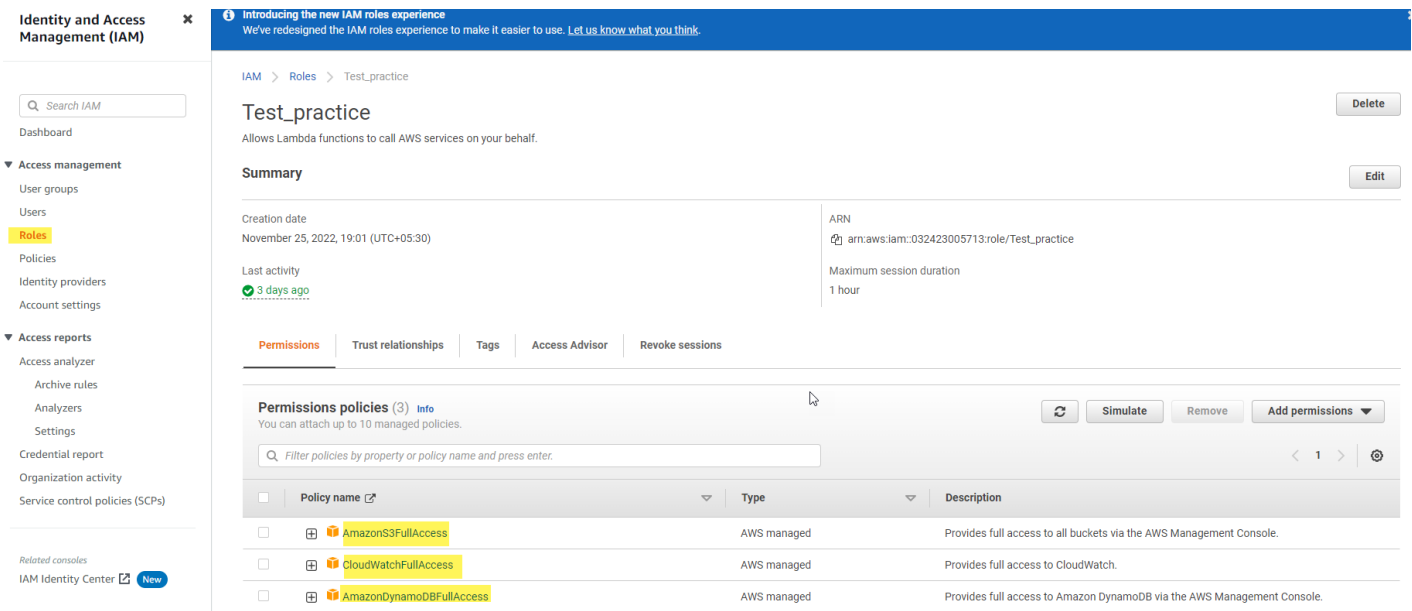 Identity and Access
Management (IAM)
Search IAM
Dashboard
Access management
User groups
Users
Roles
Policies
Identity providers
Account settings
Access reports
Access analyzer
Archive rules
Analyzers
Settings
Credential report
Organization activity
Service control policies (SCPs)
Related consoles
IAM Identity Center New
Introducing the new IAM roles experience
We've redesigned the IAM roles experience to make it easier to use. Let us know what you think.
IAM > Roles > Test_practice
Test_practice
Delete
Allows Lambda functions to call AWS services on your behalf.
Summary
Edit
Creation date
November 25, 2022, 19:01 (UTC+05:30)
ARN
arn:aws:iam::032423005713:role/Test_practice
Last activity
3 days ago
Maximum session duration
1 hour
Permissions Trust relationships Tags Access Advisor Revoke sessions
Permissions policies (3) Info
You can attach up to 10 managed policies.
Simulate Remove Add permissions
Filter policies by property or policy name and press enter.
1
Policy name Type Description
AmazonS3FullAccess AWS managed Provides full access to all buckets via the AWS Management Console.
CloudWatchFullAccess AWS managed Provides full access to CloudWatch.
AmazonDynamoDBFullAccess AWS managed Provides full access to Amazon DynamoDB via the AWS Management Console.